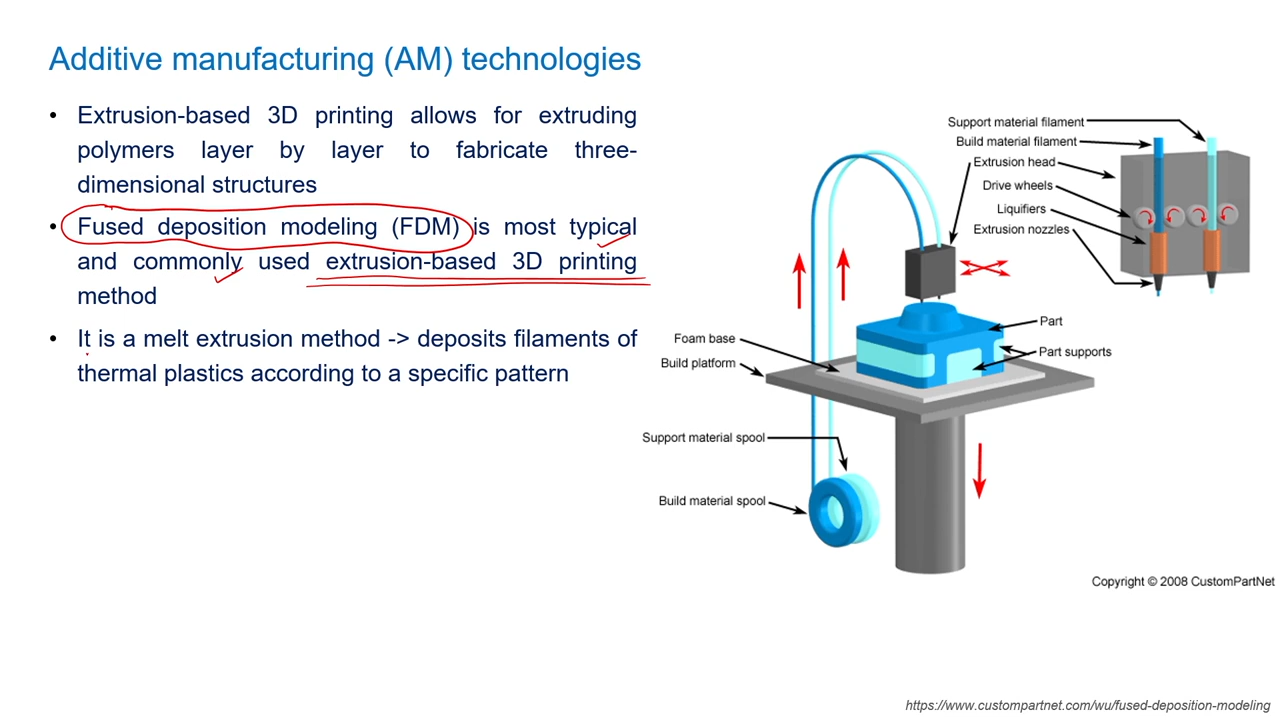 Additive manufacturing (AM) technologies
• Extrusion-based 3D printing allows for extruding
polymers layer by layer to fabricate three-
dimensional structures
• Fused deposition modeling (FDM) is most typical
and commonly used extrusion-based 3D printing
method
• It is a melt extrusion method -> deposits filaments of
thermal plastics according to a specific pattern
Support material filament
Build material filament
Extrusion head
Drive wheels
Liquifiers
Extrusion nozzles
Part
Foam base
Part supports
Build platform
Support material spool
Build material spool
Copyright © 2008 CustomPartNet
https://www.custompartnet.com/wu/fused-deposition-modeling